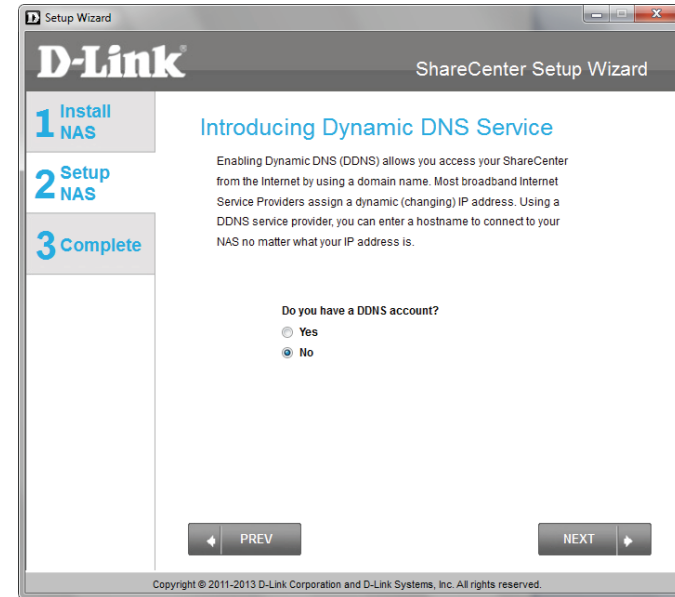 Setup Wizard
D-Link®
ShareCenter Setup Wizard
1 Install
NAS
2 Setup
NAS
3 Complete
Introducing Dynamic DNS Service
Enabling Dynamic DNS (DDNS) allows you access your ShareCenter
from the Internet by using a domain name. Most broadband Internet
Service Providers assign a dynamic (changing) IP address. Using a
DDNS service provider, you can enter a hostname to connect to your
NAS no matter what your IP address is.
Do you have a DDNS account?
Yes
No
PREV
NEXT
Copyright © 2011-2013 D-Link Corporation and D-Link Systems, Inc. All rights reserved.